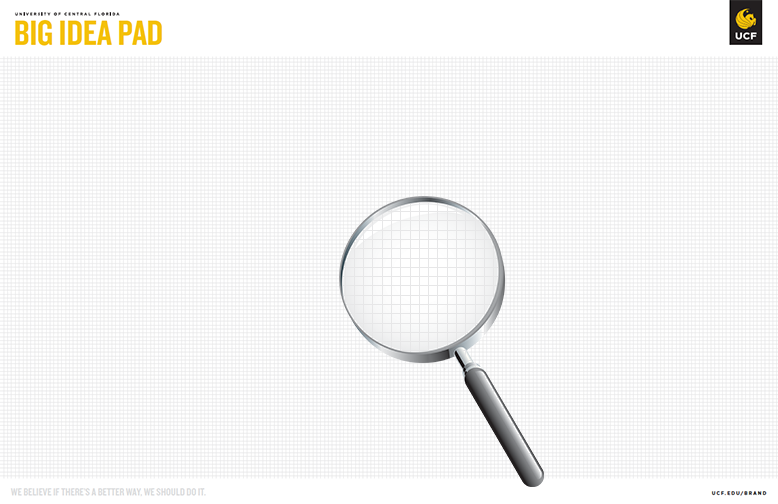 UNIVERSITY OF CENTRAL FLORIDA
BIG IDEA PAD
UCF
WE BELIEVE IF THERE'S A BETTER WAY, WE SHOULD DO IT.
UCF.EDU/BRAND